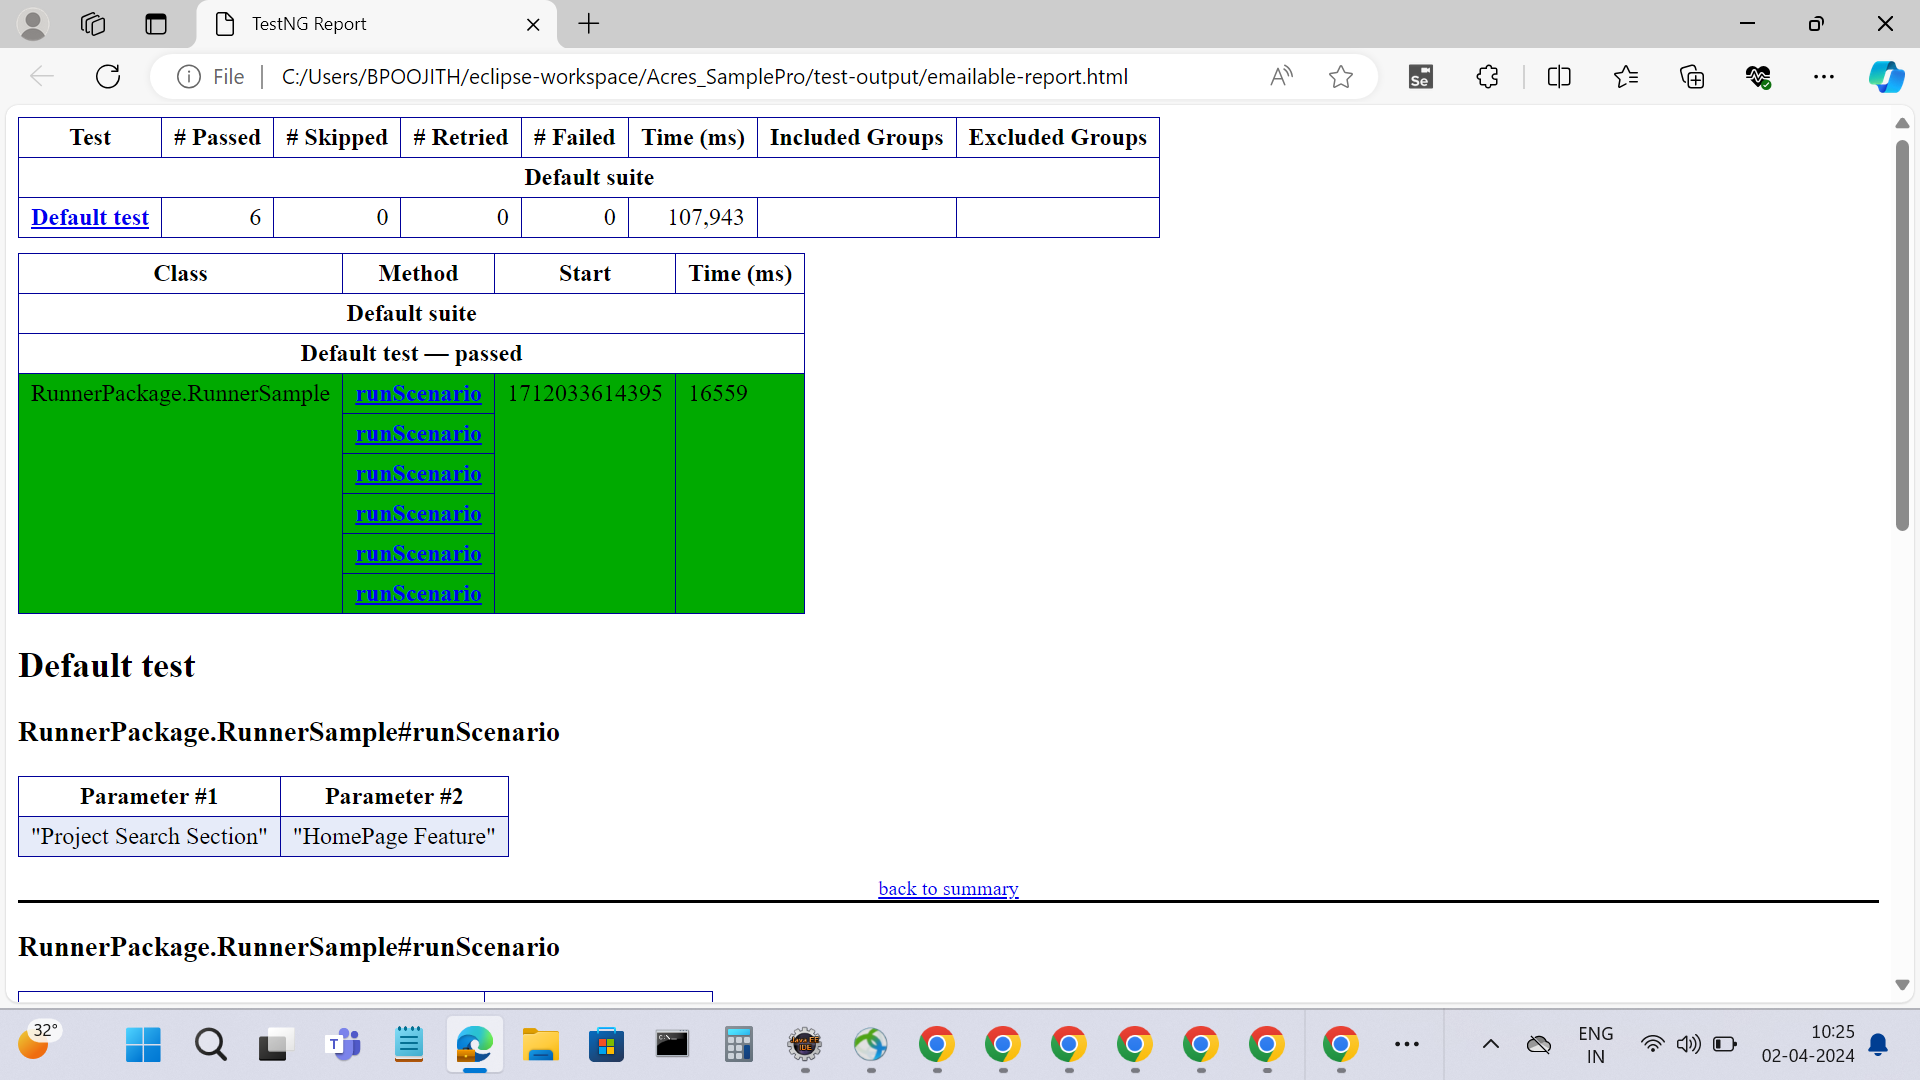 TestNG Report
File
C:/Users/BPOOJITH/eclipse-workspace/Acres_SamplePro/test-output/emailable-report.html
Se
Test # Passed # Skipped # Retried # Failed Time (ms) Included Groups Excluded Groups
Default suite
Default test 6 0 0 0 107,943
Class Method Start Time (ms)
Default suite
Default test — passed
RunnerPackage.RunnerSample runScenario 1712033614395 16559
runScenario
runScenario
runScenario
runScenario
runScenario
Default test
RunnerPackage.RunnerSample#runScenario
Parameter #1 Parameter #2
"Project Search Section" "HomePage Feature"
back to summary
RunnerPackage.RunnerSample#runScenario
32°
ENG
IN
10:25
02-04-2024